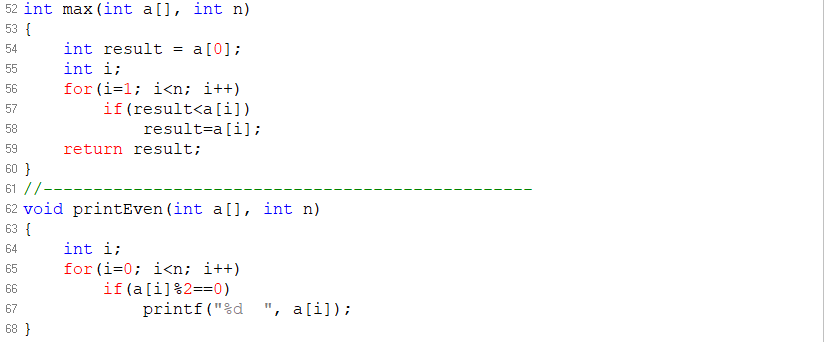 52 int max(int a[], int n)
53 {
54     int result = a[0];
55     int i;
56     for(i=1; i<n; i++)
57         if(result<a[i])
58             result=a[i];
59     return result;
60 }
61 //-------------------------------------------------
62 void printEven(int a[], int n)
63 {
64     int i;
65     for(i=0; i<n; i++)
66         if(a[i]%2==0)
67             printf("%d  ", a[i]);
68 }